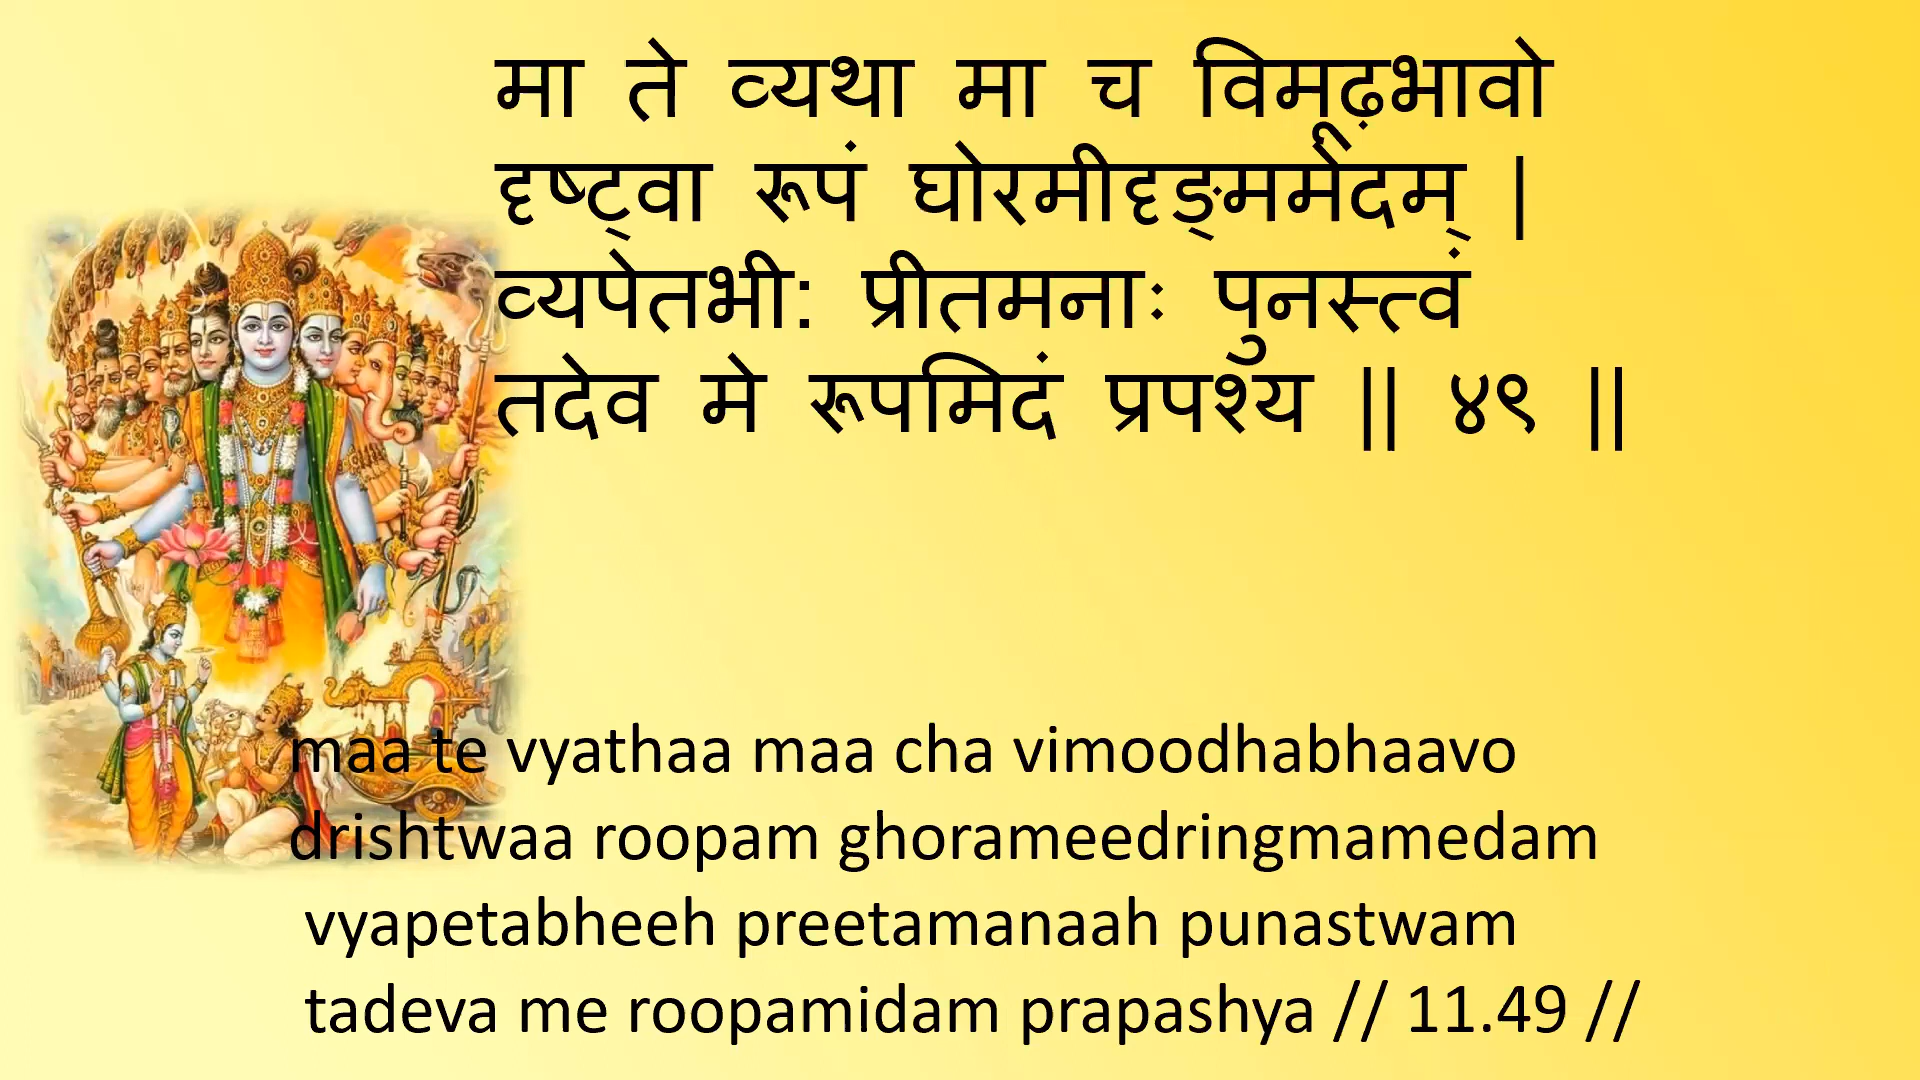 मा ते व्यथा मा च विमूढ़भावो
दृष्ट्वा रूपं घोरमीदृङ्ममेदम् |
व्यपेतभी: प्रीतमनाः पुनस्त्वं
तदेव मे रूपमिदं प्रपश्य || ४९ ||
maa te vyathaa maa cha vimoodhabhaavo
drishtwaa roopam ghorameedringmamedam
vyapetabheeh preetamanaah punastwam
tadeva me roopamidam prapashya // 11.49 //